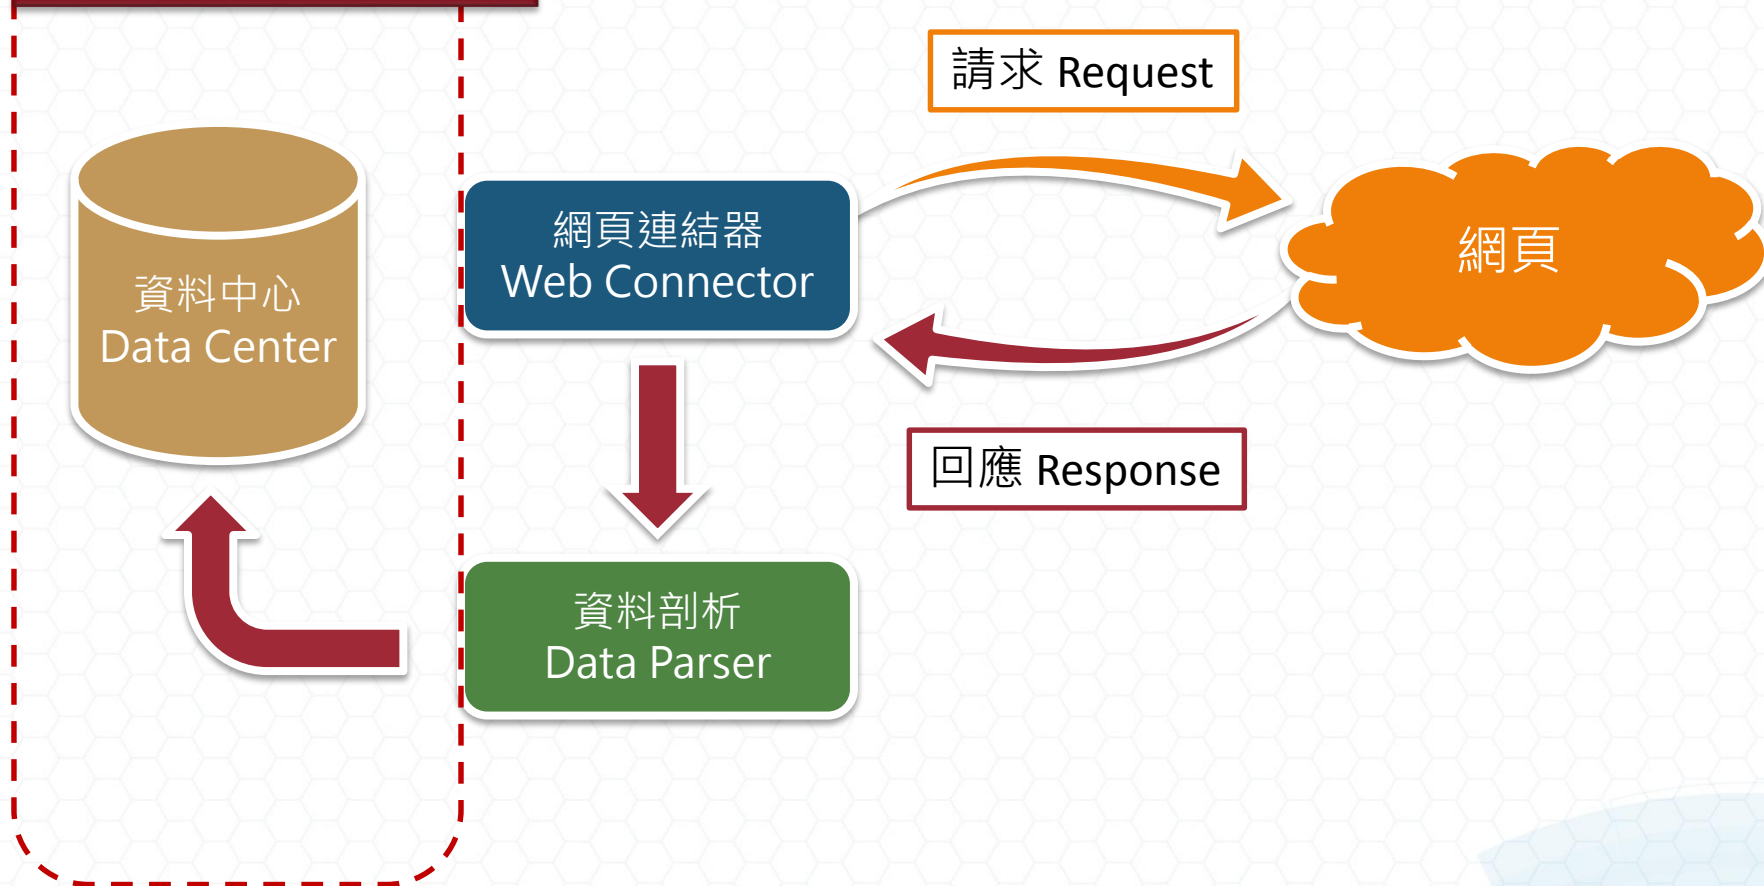 請求 Request
網頁連結器
Web Connector
網頁
資料中心
Data Center
回應 Response
資料剖析
Data Parser